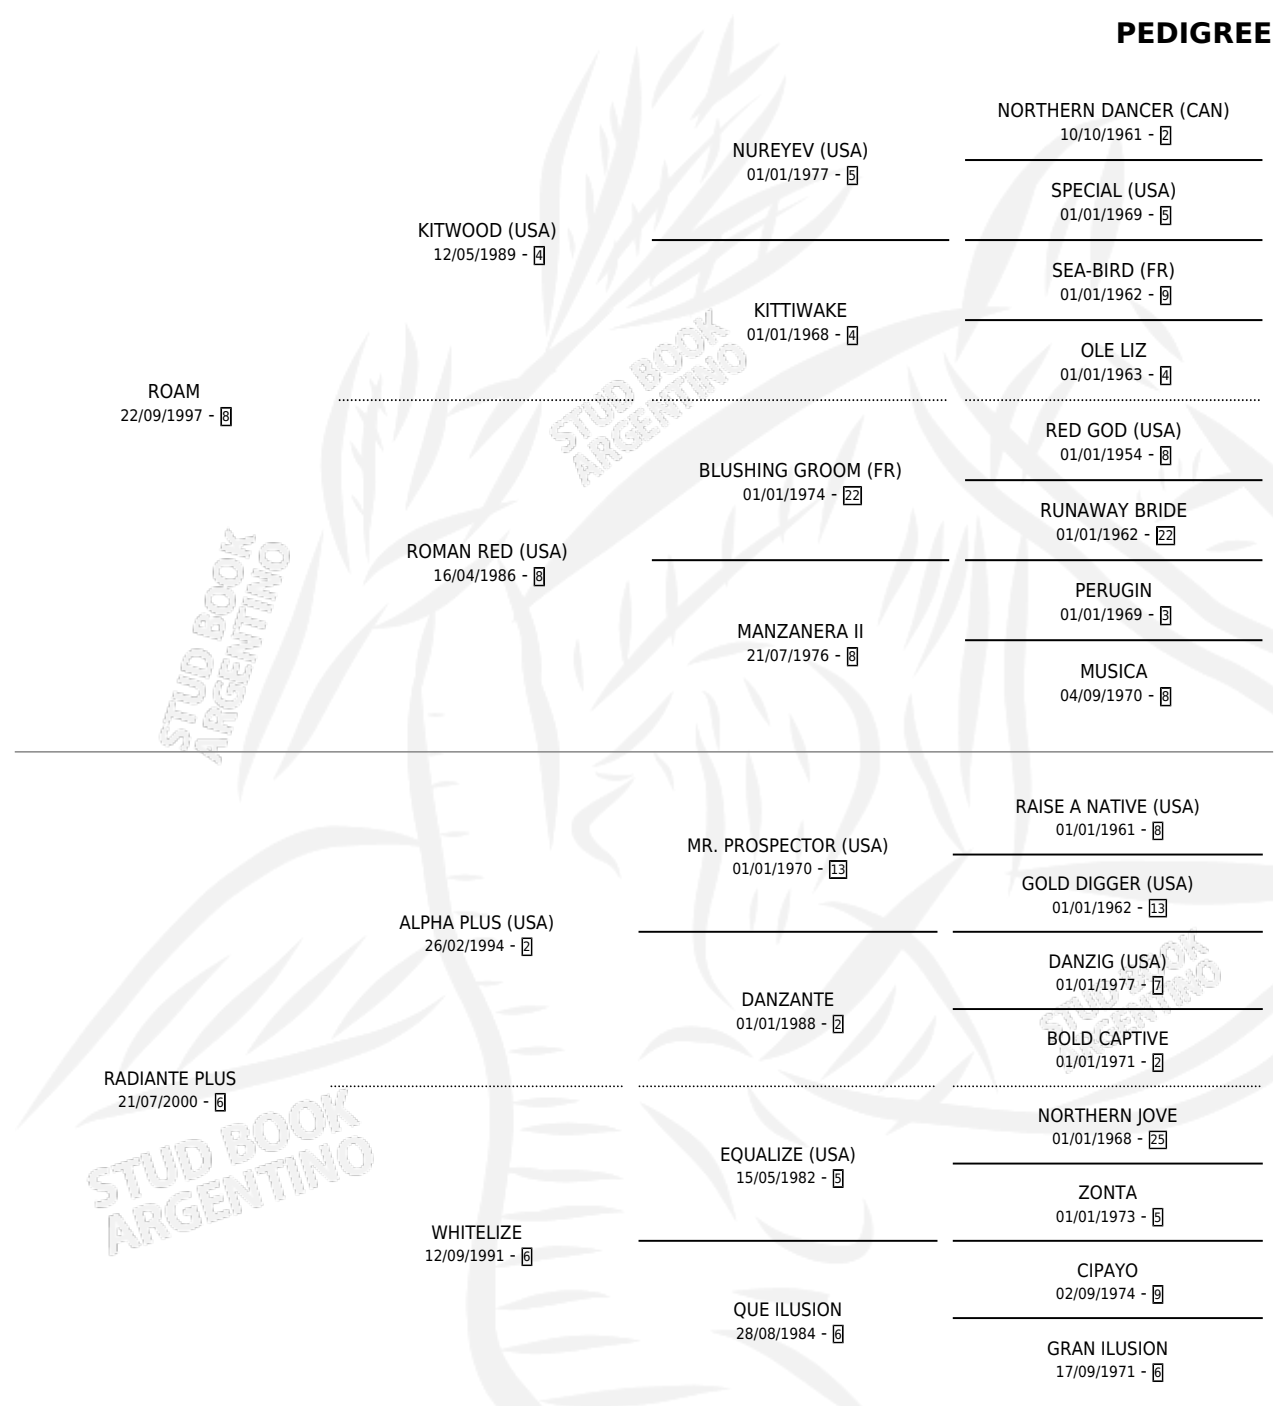 PEDIGREE
NORTHERN DANCER (CAN)
10/10/1961 - 2
NUREYEV (USA)
01/01/1977 - 5
SPECIAL (USA)
01/01/1969 - 5
KITWOOD (USA)
12/05/1989 - 4
SEA-BIRD (FR)
01/01/1962 - 9
KITTIWAKE
01/01/1968 - 4
OLE LIZ
01/01/1963 - 4
ROAM
22/09/1997 - 8
RED GOD (USA)
01/01/1954 - 8
BLUSHING GROOM (FR)
01/01/1974 - 22
RUNAWAY BRIDE
01/01/1962 - 22
ROMAN RED (USA)
16/04/1986 - 8
PERUGIN
01/01/1969 - 3
MANZANERA II
21/07/1976 - 8
MUSICA
04/09/1970 - 8
RAISE A NATIVE (USA)
01/01/1961 - 8
MR. PROSPECTOR (USA)
01/01/1970 - 13
GOLD DIGGER (USA)
01/01/1962 - 13
ALPHA PLUS (USA)
26/02/1994 - 2
DANZIG (USA)
01/01/1977 - 7
DANZANTE
01/01/1988 - 2
BOLD CAPTIVE
01/01/1971 - 2
RADIANTE PLUS
21/07/2000 - 6
NORTHERN JOVE
01/01/1968 - 25
EQUALIZE (USA)
15/05/1982 - 5
ZONTA
01/01/1973 - 5
WHITELIZE
12/09/1991 - 6
CIPAYO
02/09/1974 - 9
QUE ILUSION
28/08/1984 - 6
GRAN ILUSION
17/09/1971 - 6
STUD BOOK
ARGENTINO
STUD BOOK
ARGENTINO
STUD BOOK
ARGENTINO
STUD BOOK
ARGENTINO